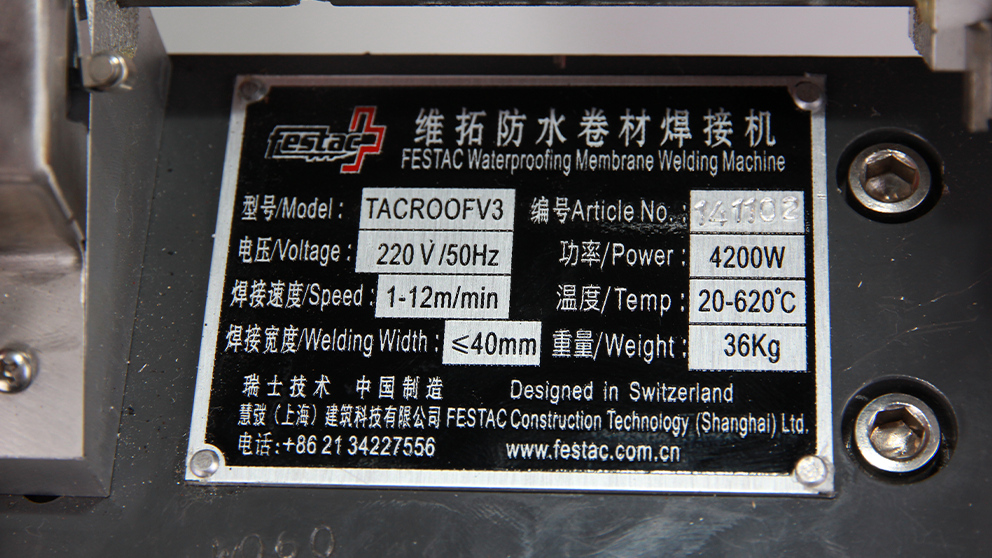 festac
维拓防水卷材焊接机
FESTAC Waterproofing Membrane Welding Machine
型号/Model: TACROOFV3 编号Article No.: 141102
电压/Voltage: 220 V /50Hz 功率/Power: 4200W
焊接速度/Speed: 1-12m/min 温度/Temp: 20-620℃
焊接宽度/Welding Width: ≤40mm 重量/Weight: 36Kg
瑞士技术 中国制造 Designed in Switzerland
慧骏(上海)建筑科技有限公司 FESTAC Construction Technology (Shanghai) Ltd.
电话:+86 21 34227556 www.festac.com.cn